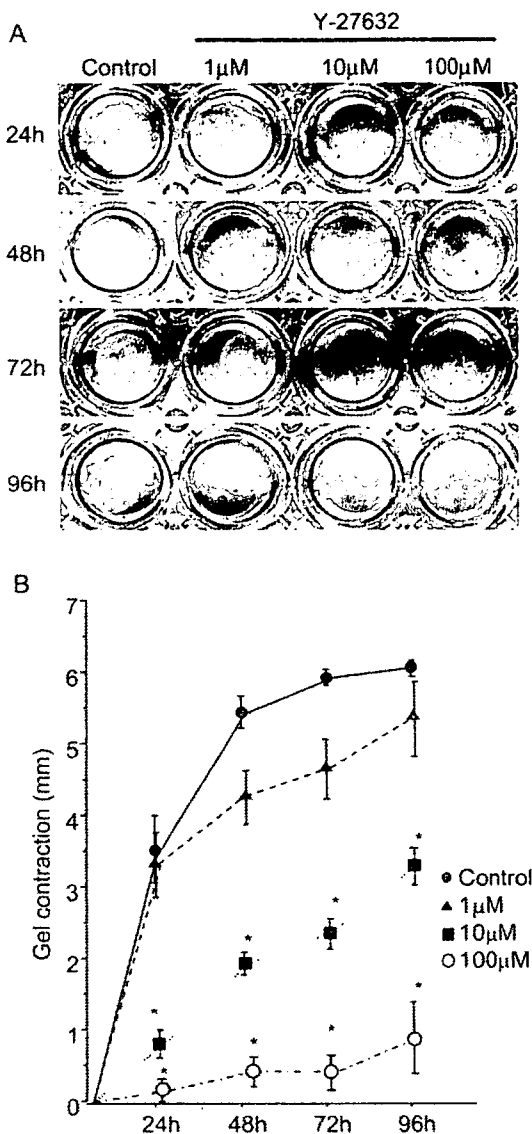 A
Y-27632
Control 1µM 10µM 100µM
24h
48h
72h
96h
B
Gel contraction (mm)
7
6
5
4
3
2
1
0
* * * *
* * * *
Control
1µM
10µM
100µM
24h 48h 72h 96h